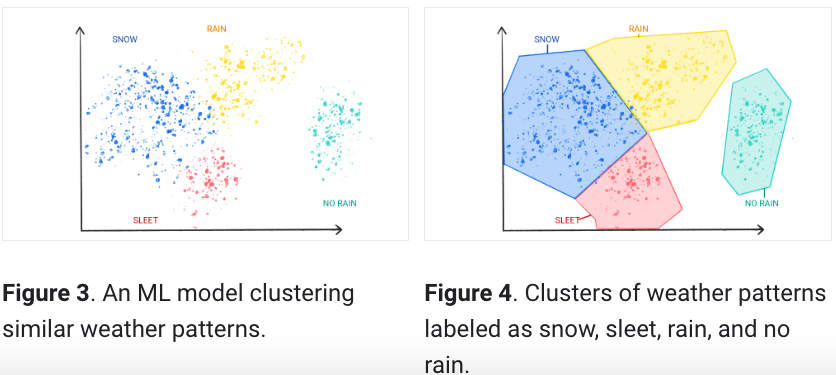 SNOW
RAIN
SLEET
NO RAIN
SNOW
RAIN
SLEET
NO RAIN
Figure 3. An ML model clustering
similar weather patterns.
Figure 4. Clusters of weather patterns
labeled as snow, sleet, rain, and no
rain.